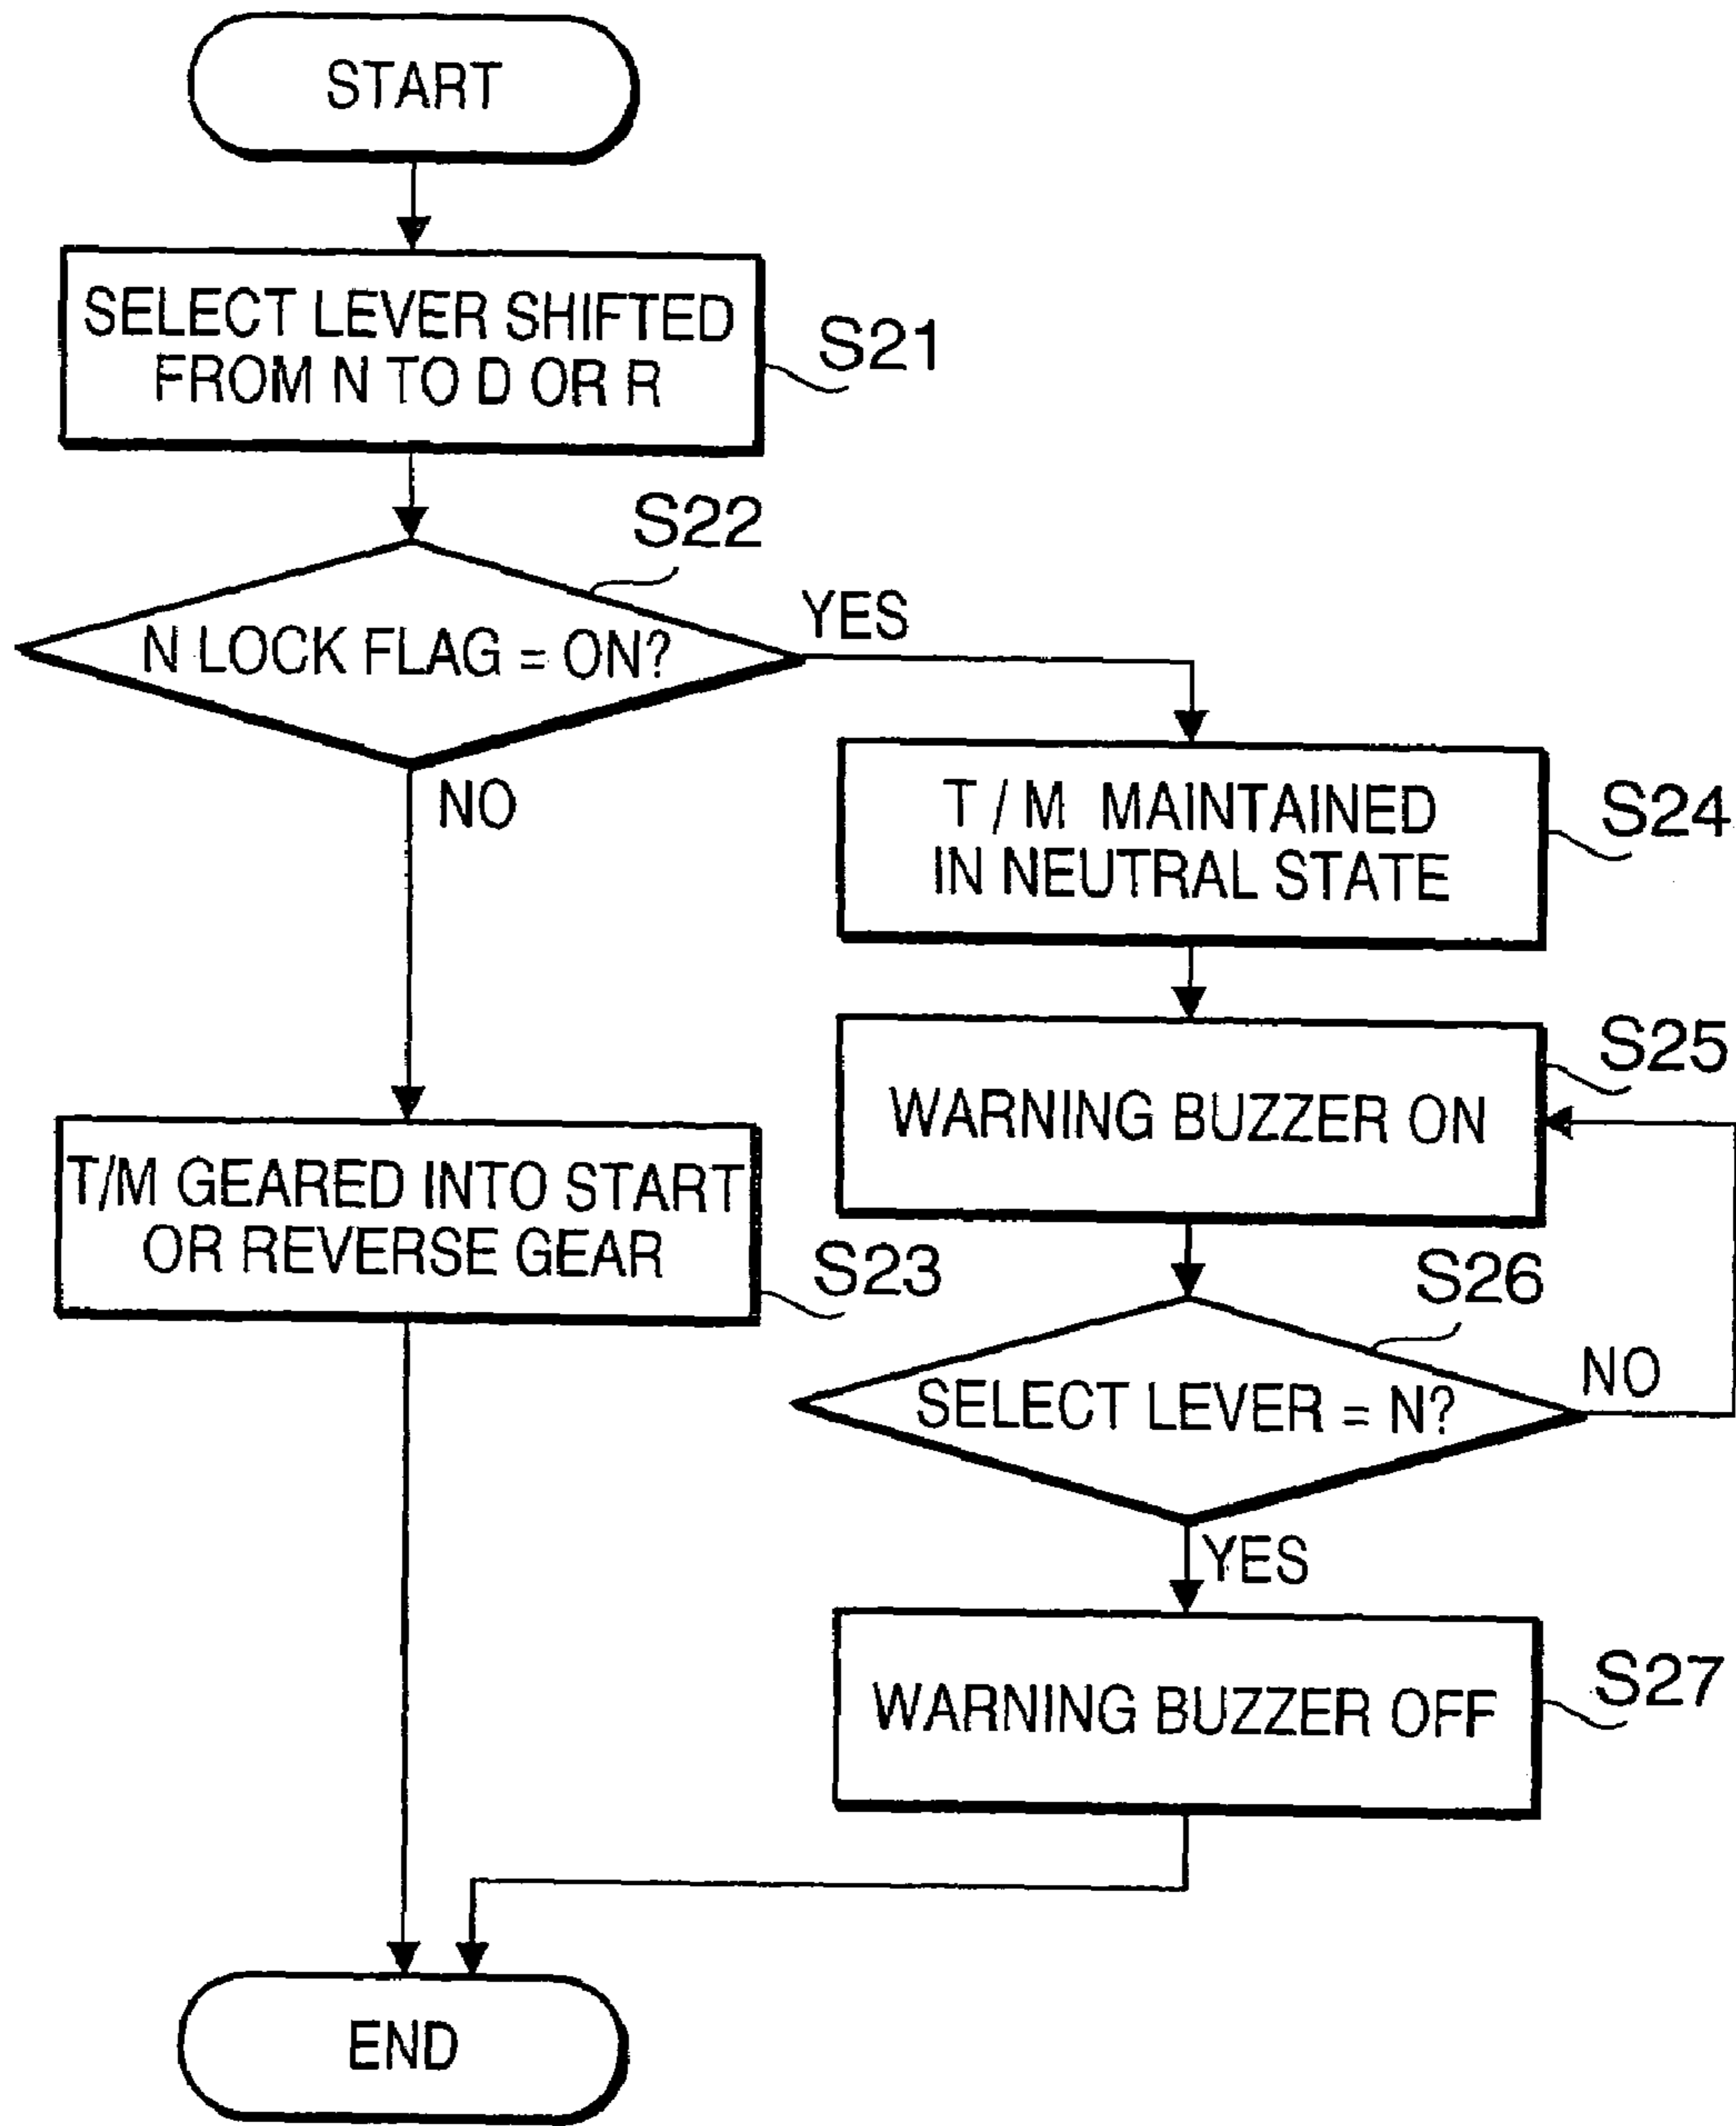 START
SELECT LEVER SHIFTED
FROM N TO D OR R
S21
S22
N LOCK FLAG = ON?
YES
NO
T / M MAINTAINED
IN NEUTRAL STATE
S24
WARNING BUZZER ON
S25
T/M GEARED INTO START
OR REVERSE GEAR
S23
S26
SELECT LEVER = N?
NO
YES
WARNING BUZZER OFF
S27
END